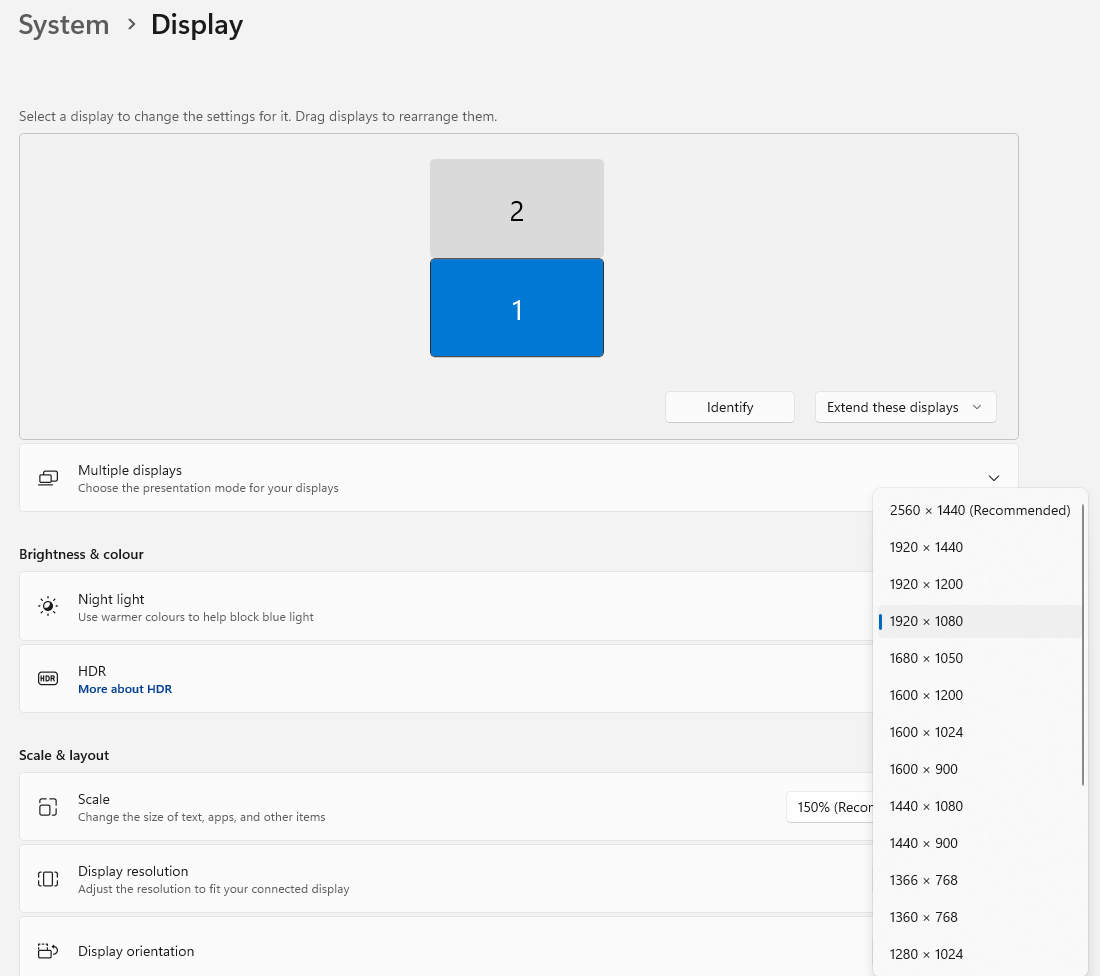 System > Display
Select a display to change the settings for it. Drag displays to rearrange them.
2
1
Identify
Extend these displays
Multiple displays
Choose the presentation mode for your displays
Brightness & colour
Night light
Use warmer colours to help block blue light
HDR
HDR
More about HDR
Scale & layout
Scale
Change the size of text, apps, and other items
150% (Recor
Display resolution
Adjust the resolution to fit your connected display
Display orientation
2560 × 1440 (Recommended)
1920 × 1440
1920 × 1200
1920 × 1080
1680 × 1050
1600 × 1200
1600 × 1024
1600 × 900
1440 × 1080
1440 × 900
1366 × 768
1360 × 768
1280 × 1024